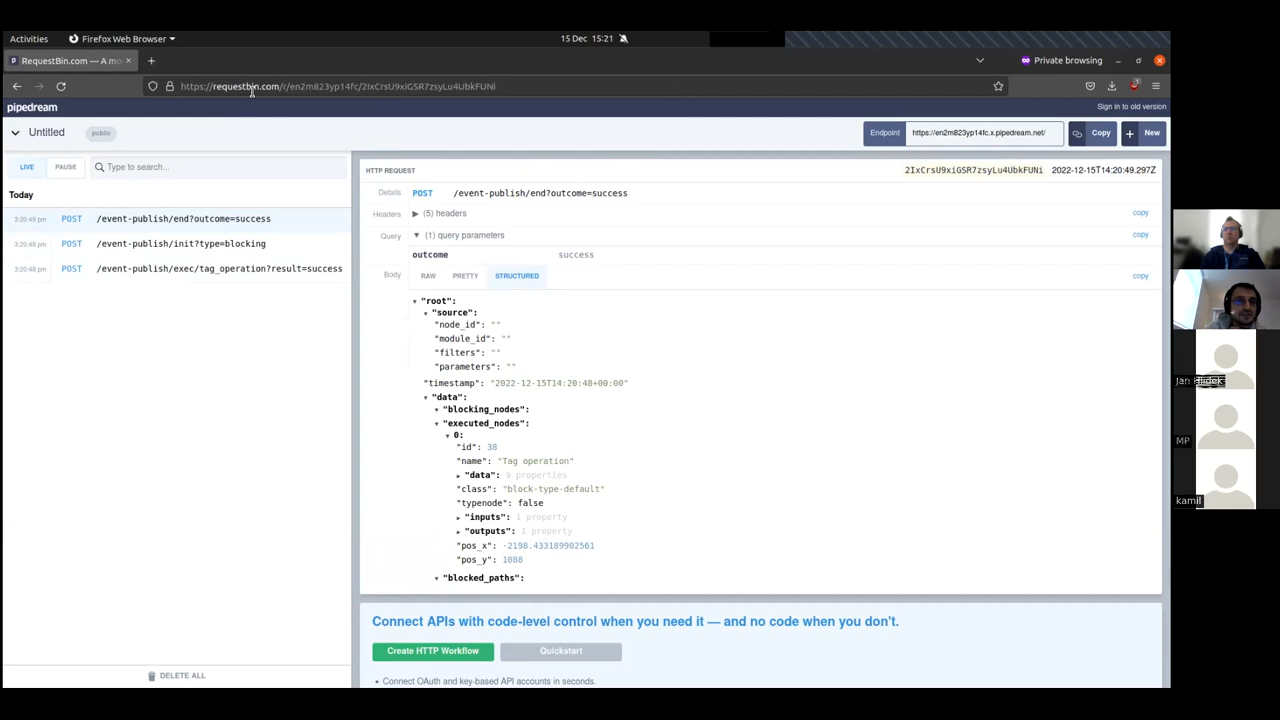 Activities
Firefox Web Browser
15 Dec 15:21
RequestBin.com — A mo
Private browsing
https://requestbin.com/r/en2m823yp14fc/2IxCrsU9xiGSR7zsyLu4UbkFUNi
pipedream
Sign in to old version
Untitled
public
Endpoint
https://en2m823yp14fc.x.pipedream.net/
Copy
New
LIVE
PAUSE
Type to search...
Today
3:20:49 pm POST /event-publish/end?outcome=success
3:20:48 pm POST /event-publish/init?type=blocking
3:20:48 pm POST /event-publish/exec/tag_operation?result=success
DELETE ALL
HTTP REQUEST
2IxCrsU9xiGSR7zsyLu4UbkFUNi 2022-12-15T14:20:49.297Z
Details POST /event-publish/end?outcome=success
Headers (5) headers copy
Query (1) query parameters copy
outcome success
Body RAW PRETTY STRUCTURED copy
"root":
"source":
"node_id": ""
"module_id": ""
"filters": ""
"parameters": ""
"timestamp": "2022-12-15T14:20:48+00:00"
"data":
"blocking_nodes":
"executed_nodes":
0:
"id": 38
"name": "Tag operation"
"data": 9 properties
"class": "block-type-default"
"typenode": false
"inputs": 1 property
"outputs": 1 property
"pos_x": -2198.433189902561
"pos_y": 1088
"blocked_paths":
Connect APIs with code-level control when you need it — and no code when you don't.
Create HTTP Workflow
Quickstart
• Connect OAuth and key-based API accounts in seconds.
Jan
MP
kamil